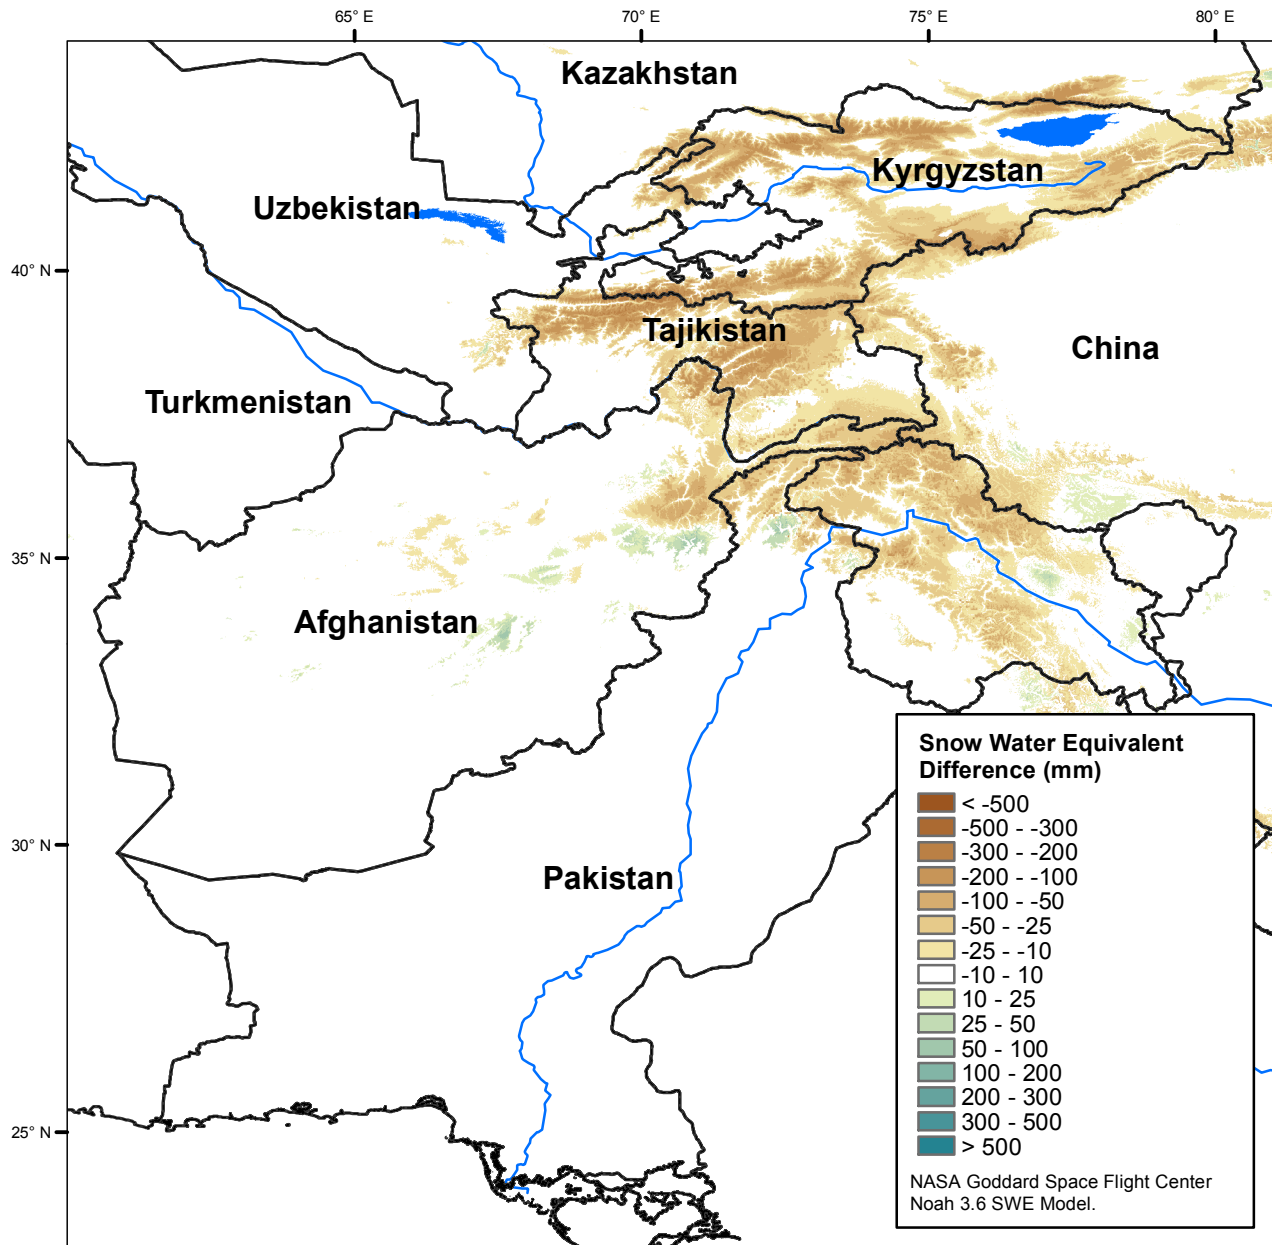 65° E
70° E
75° E
80° E
Kazakhstan
Kyrgyzstan
Uzbekistan
40° N
Tajikistan
China
Turkmenistan
35° N
Afghanistan
Snow Water Equivalent
Difference (mm)
< -500
-500 - -300
-300 - -200
-200 - -100
-100 - -50
-50 - -25
-25 - -10
-10 - 10
10 - 25
25 - 50
50 - 100
100 - 200
200 - 300
300 - 500
> 500
NASA Goddard Space Flight Center
Noah 3.6 SWE Model.
30° N
Pakistan
25° N